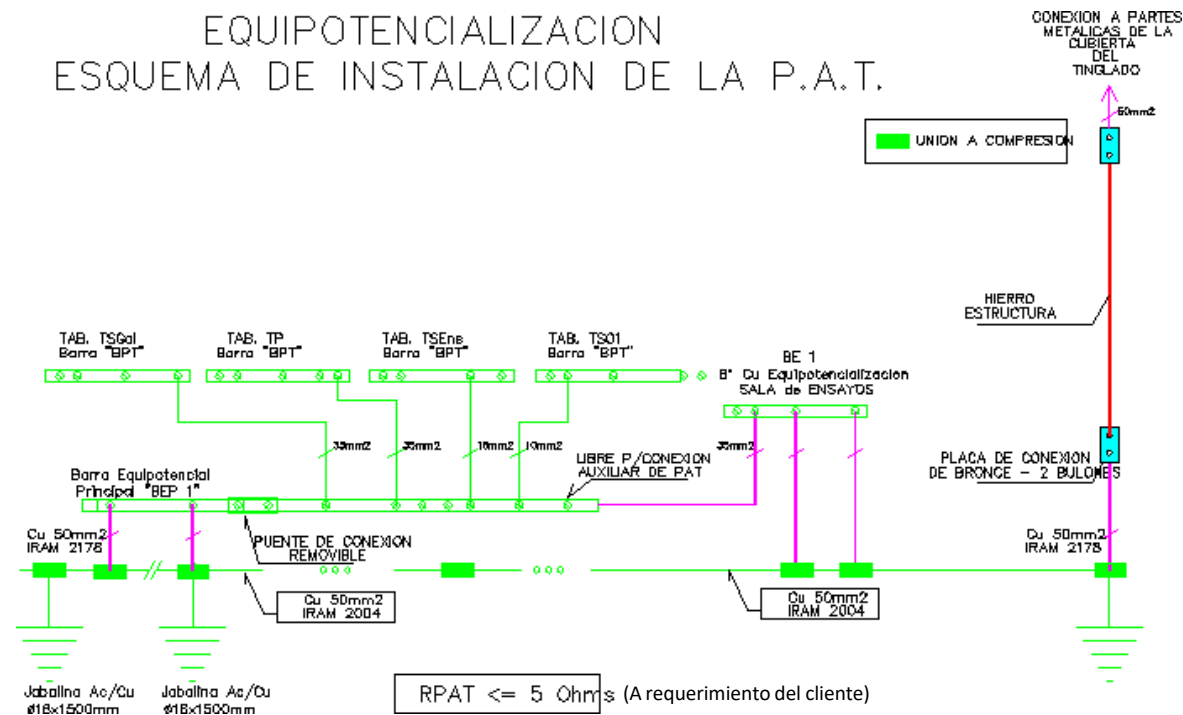 EQUIPOTENCIALIZACION
ESQUEMA DE INSTALACION DE LA P.A.T.
CONEXION A PARTES
METALICAS DE LA
CUBIERTA
DEL
TINGLADO
50mm2
UNION A COMPRESION
HIERRO
ESTRUCTURA
TAB. TSGal
Barra "BPT"
TAB. TP
Barra "BPT"
TAB. TSEns
Barra "BPT"
TAB. TS01
Barra "BPT"
BE 1
Bª Cu Equipotencializacion
SALA de ENSAYOS
35mm2
35mm2
16mm2
10mm2
35mm2
LIBRE P/CONEXION
AUXILIAR DE PAT
PLACA DE CONEXION
DE BRONCE - 2 BULONES
Barra Equipotencial
Principal "BEP 1"
Cu 50mm2
IRAM 2178
PUENTE DE CONEXION
REMOVIBLE
Cu 50mm2
IRAM 2178
Cu 50mm2
IRAM 2004
Cu 50mm2
IRAM 2004
Jabalina Ac/Cu
ø16x1500mm
Jabalina Ac/Cu
ø16x1500mm
RPAT <= 5 Ohms (A requerimiento del cliente)